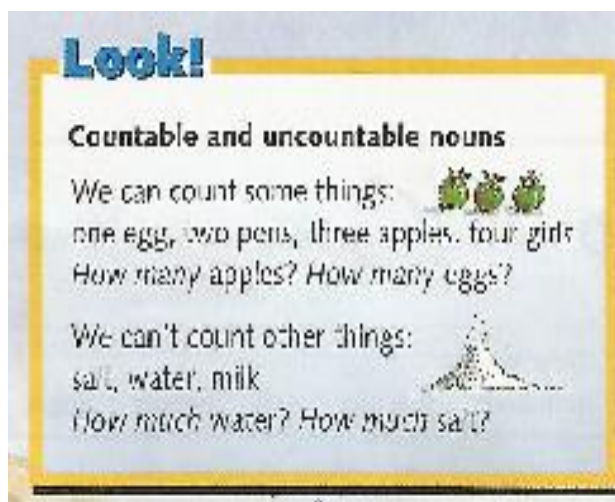 Look!
Countable and uncountable nouns
We can count some things:
one egg, two pens, three apples, four girls
How many apples? How many eggs?
We can't count other things:
salt, water, milk
How much water? How much salt?